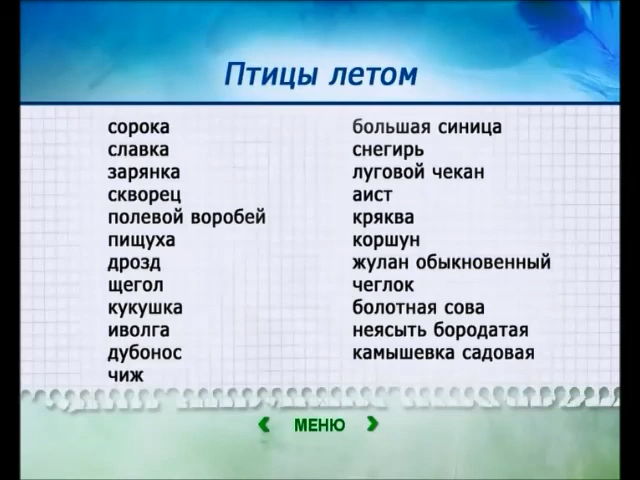 Птицы летом
сорока
славка
зарянка
скворец
полевой воробей
пищуха
дрозд
щегол
кукушка
иволга
дубонос
чиж
большая синица
снегирь
луговой чекан
аист
кряква
коршун
жулан обыкновенный
чеглок
болотная сова
неясыть бородатая
камышевка садовая
МЕНЮ